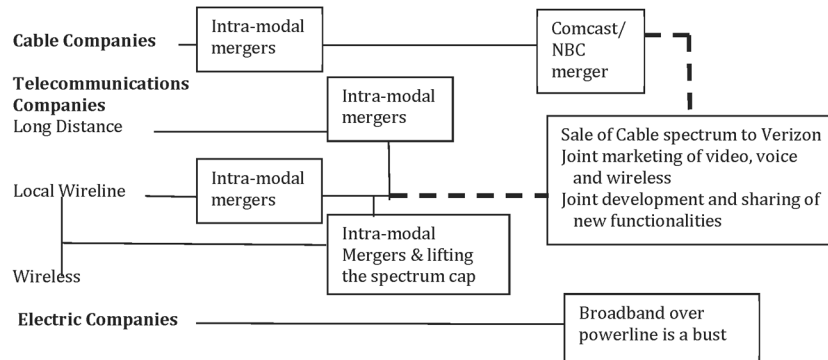 Cable Companies
Intra-modal
mergers
Comcast/
NBC
merger
Telecommunications
Companies
Long Distance
Intra-modal
mergers
Sale of Cable spectrum to Verizon
Joint marketing of video, voice
and wireless
Joint development and sharing of
new functionalities
Local Wireline
Intra-modal
mergers
Intra-modal
Mergers & lifting
the spectrum cap
Wireless
Electric Companies
Broadband over
powerline is a bust